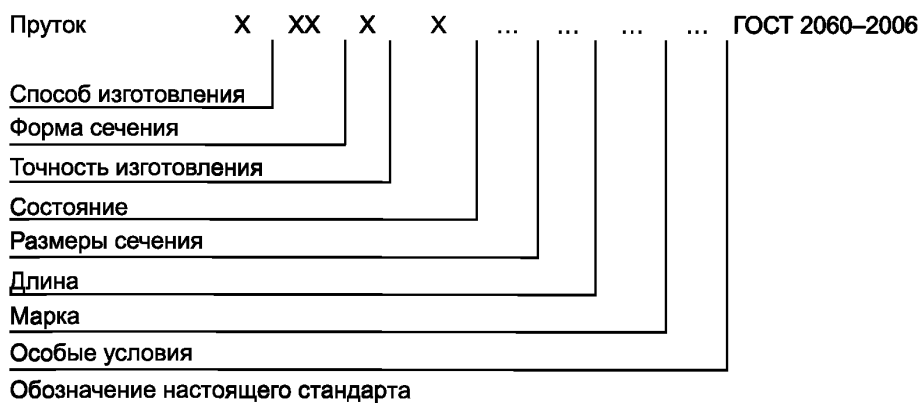 Пруток Х ХХ Х Х ... ... ... ... ГОСТ 2060–2006
Способ изготовления
Форма сечения
Точность изготовления
Состояние
Размеры сечения
Длина
Марка
Особые условия
Обозначение настоящего стандарта